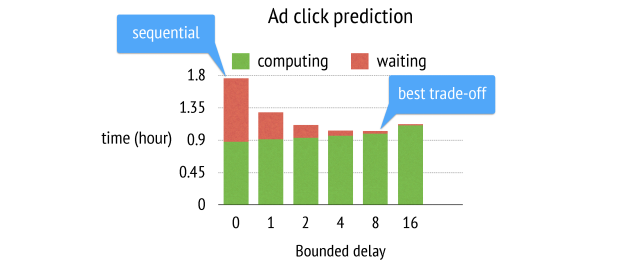 Ad click prediction
sequential
computing
waiting
1.8
best trade-off
1.35
time (hour)
0.9
0.45
0
0 1 2 4 8 16
Bounded delay